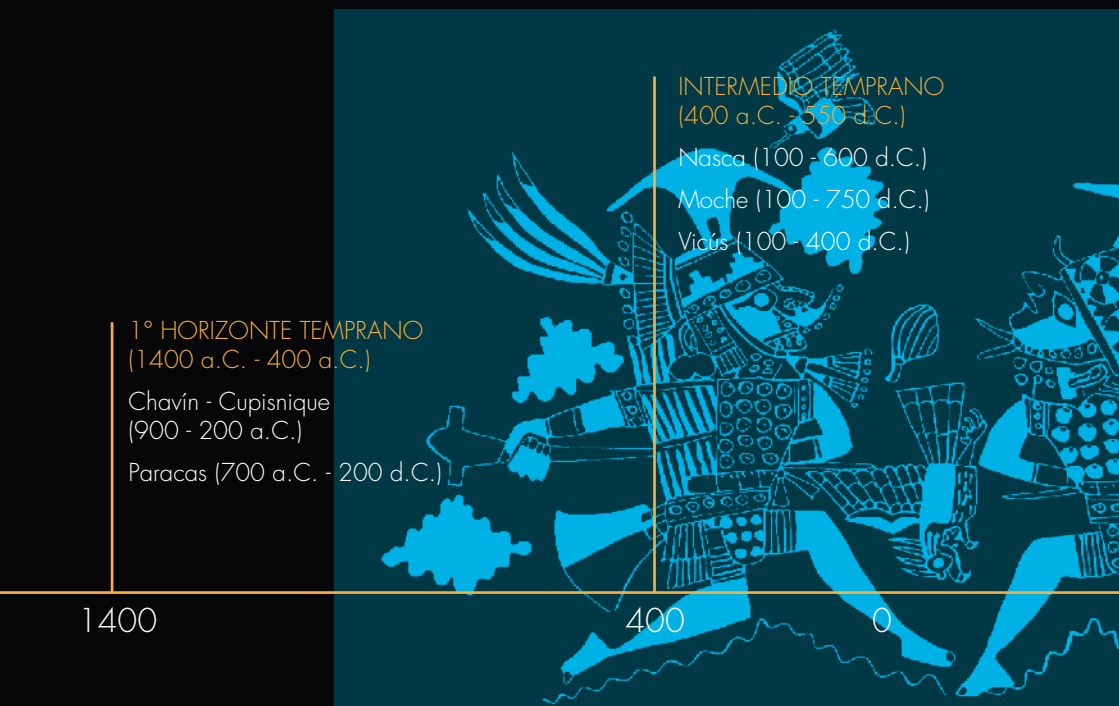 INTERMEDIO TEMPRANO
(400 a.C. - 550 d.C.)
Nasca (100 - 600 d.C.)
Moche (100 - 750 d.C.)
Vicús (100 - 400 d.C.)
1º HORIZONTE TEMPRANO
(1400 a.C. - 400 a.C.)
Chavín - Cupisnique
(900 - 200 a.C.)
Paracas (700 a.C. - 200 d.C.)
1400
400
0